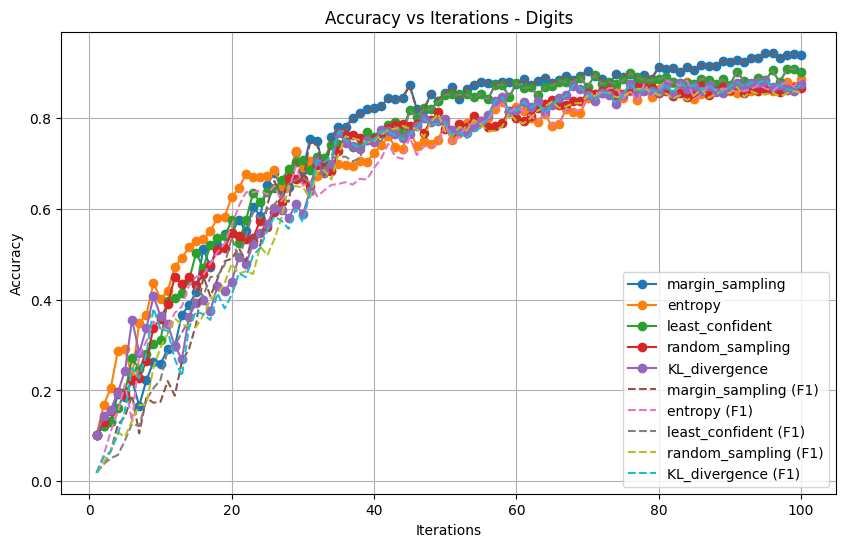 Accuracy vs Iterations - Digits
Accuracy
0.8
0.6
0.4
0.2
0.0
0
20
40
60
80
100
Iterations
margin_sampling
entropy
least_confident
random_sampling
KL_divergence
margin_sampling (F1)
entropy (F1)
least_confident (F1)
random_sampling (F1)
KL_divergence (F1)